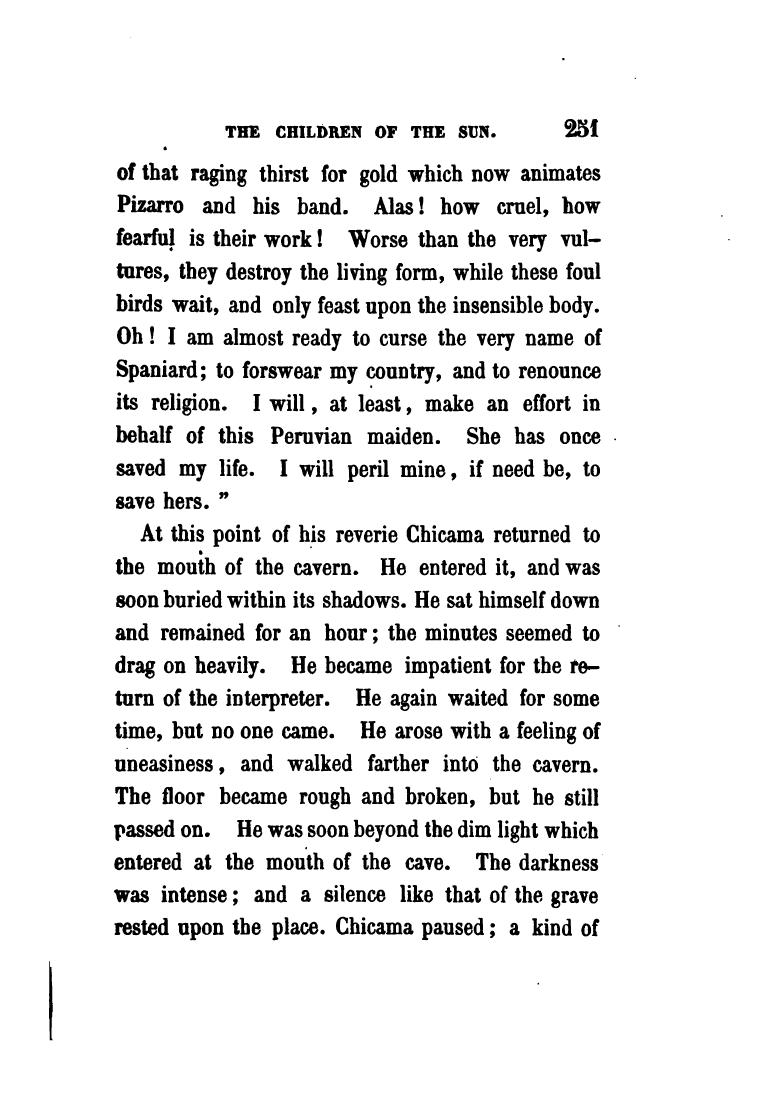 THE CHILDREN OF THE SUN. 251
of that raging thirst for gold which now animates
Pizarro and his band. Alas! how cruel, how
fearful is their work! Worse than the very vul–
tures, they destroy the living form, while these foul
birds wait, and only feast upon the insensible body.
Oh! I am almost ready to curse the very name of
Spaniard; to forswear my country, and to renounce
its religion. I will, at least, make an effort in
behalf of this Peruvian maiden. She has once
saved my life. I will peril mine, if need be, to
save hers. ”
At this point of his reverie Chicama returned to
the mouth of the cavern. He entered it, and was
soon buried within its shadows. He sat himself down
and remained for an hour; the minutes seemed to
drag on heavily. He became impatient for the re–
turn of the interpreter. He again waited for some
time, but no one came. He arose with a feeling of
uneasiness, and walked farther into the cavern.
The floor became rough and broken, but he still
passed on. He was soon beyond the dim light which
entered at the mouth of the cave. The darkness
was intense; and a silence like that of the grave
rested upon the place. Chicama paused; a kind of